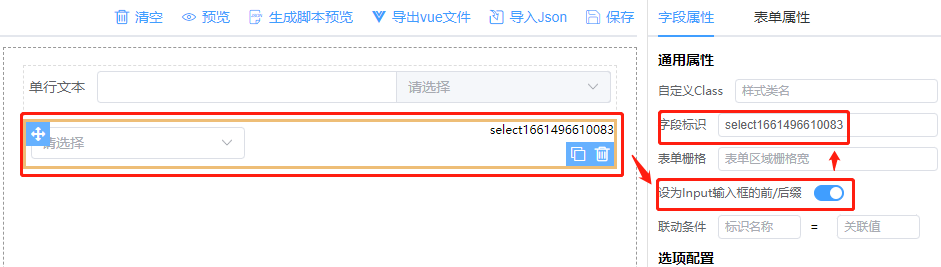 清空 预览 生成脚本预览 导出vue文件 导入Json 保存
单行文本 请选择
请选择 select1661496610083
字段属性 表单属性
通用属性
自定义Class 样式类名
字段标识 select1661496610083
表单栅格 表单区域栅格宽
设为Input输入框的前/后缀
联动条件 标识名称 = 关联值
选项配置